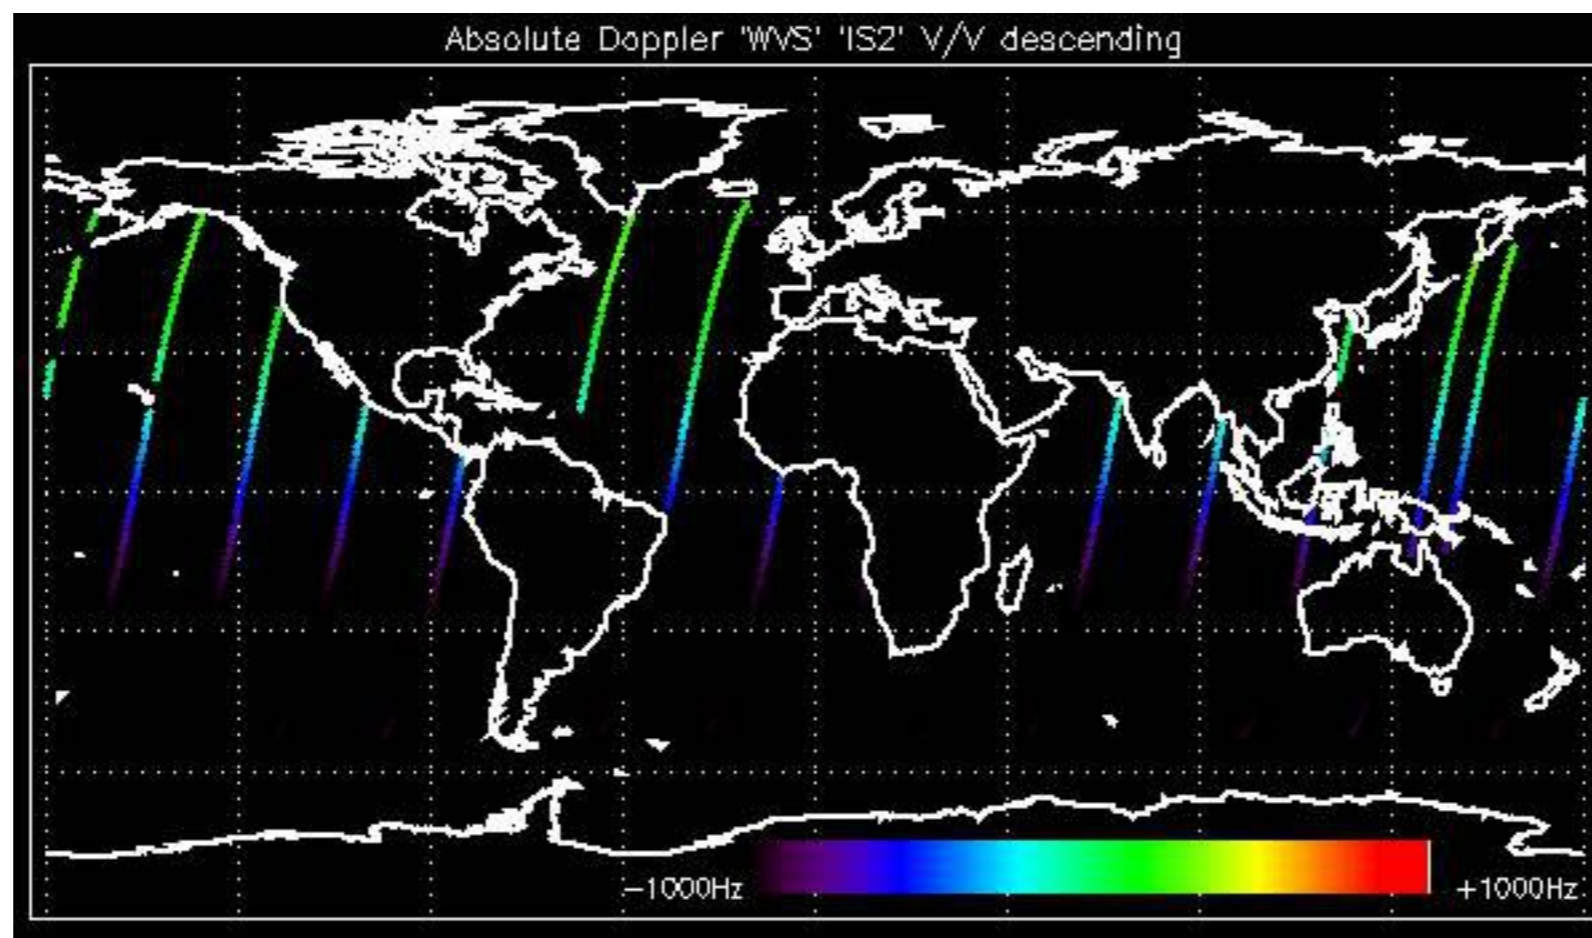 Absolute Doppler 'WVS' 'IS2' V/V descending
−1000Hz
+1000Hz